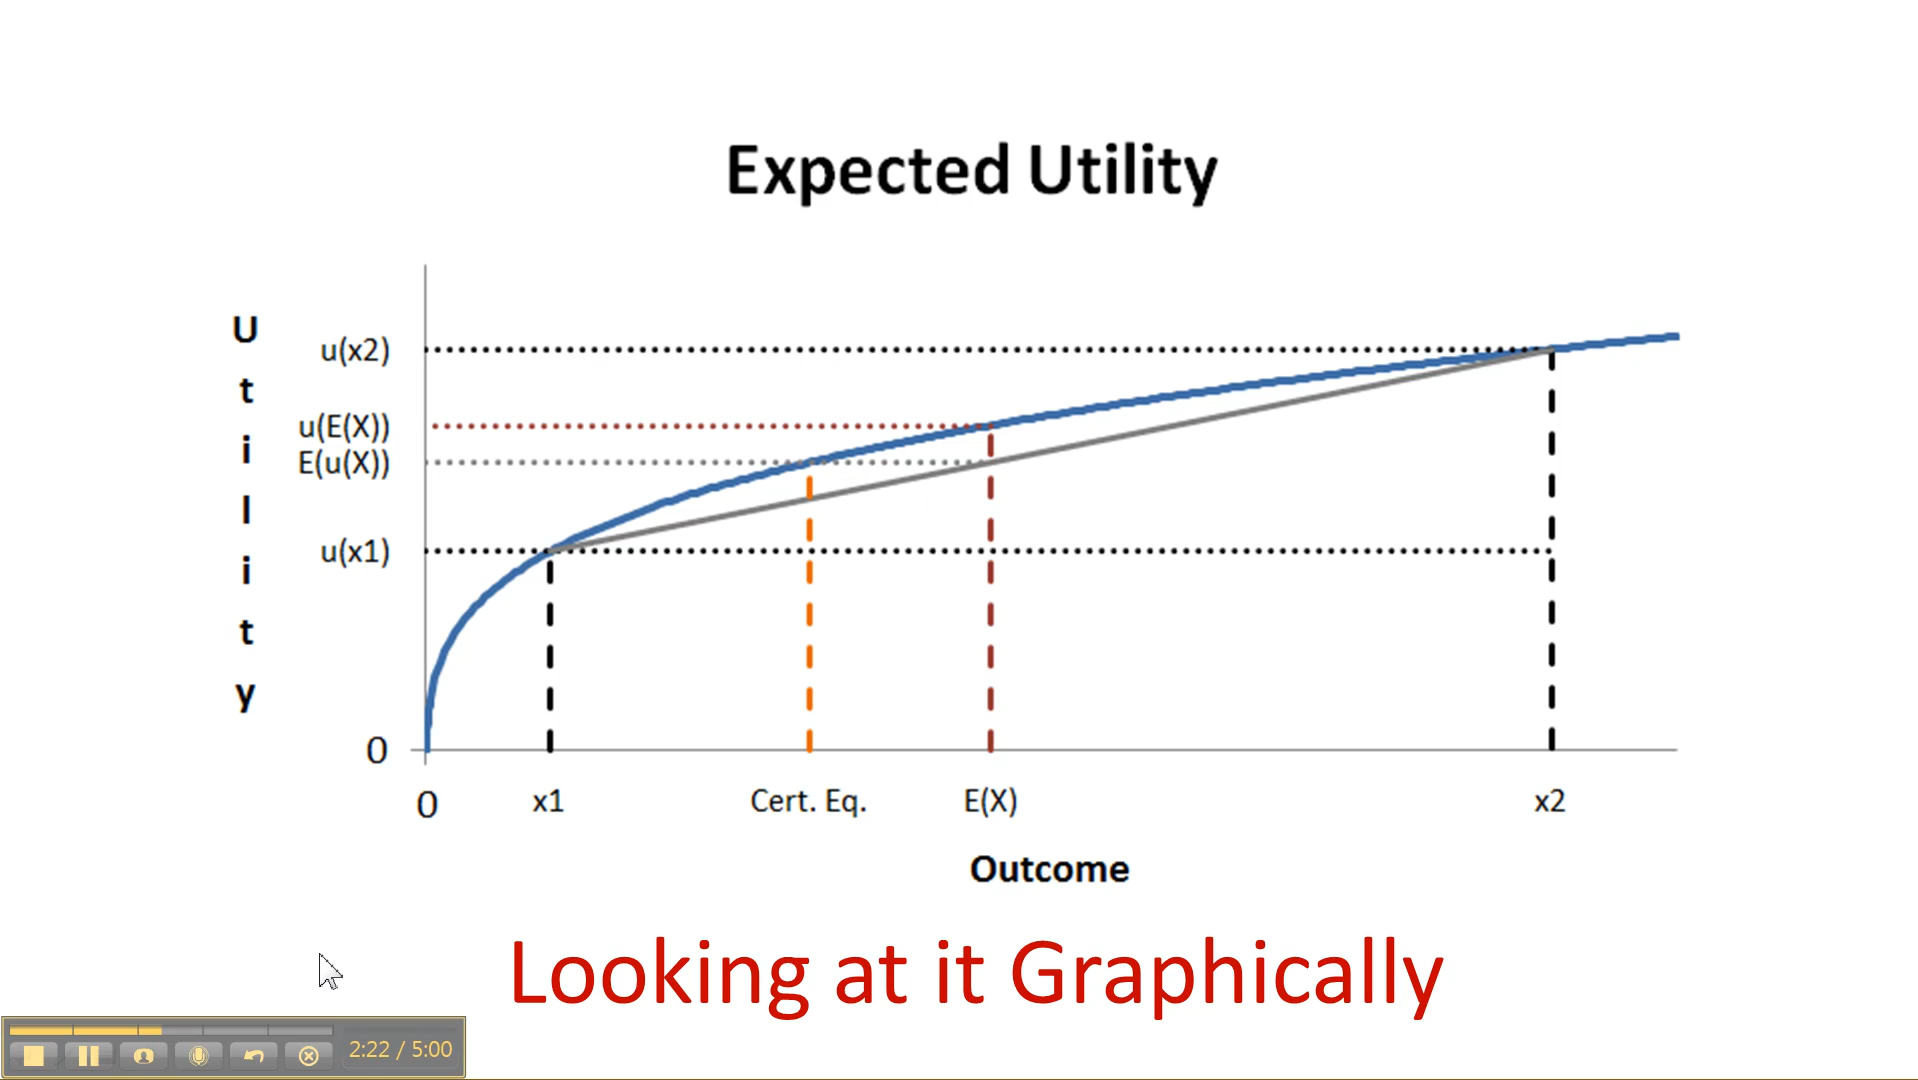 Expected Utility
Utility
u(x2)
u(E(X))
E(u(X))
u(x1)
0
0 x1 Cert. Eq. E(X) x2
Outcome
Looking at it Graphically
2:22 / 5:00